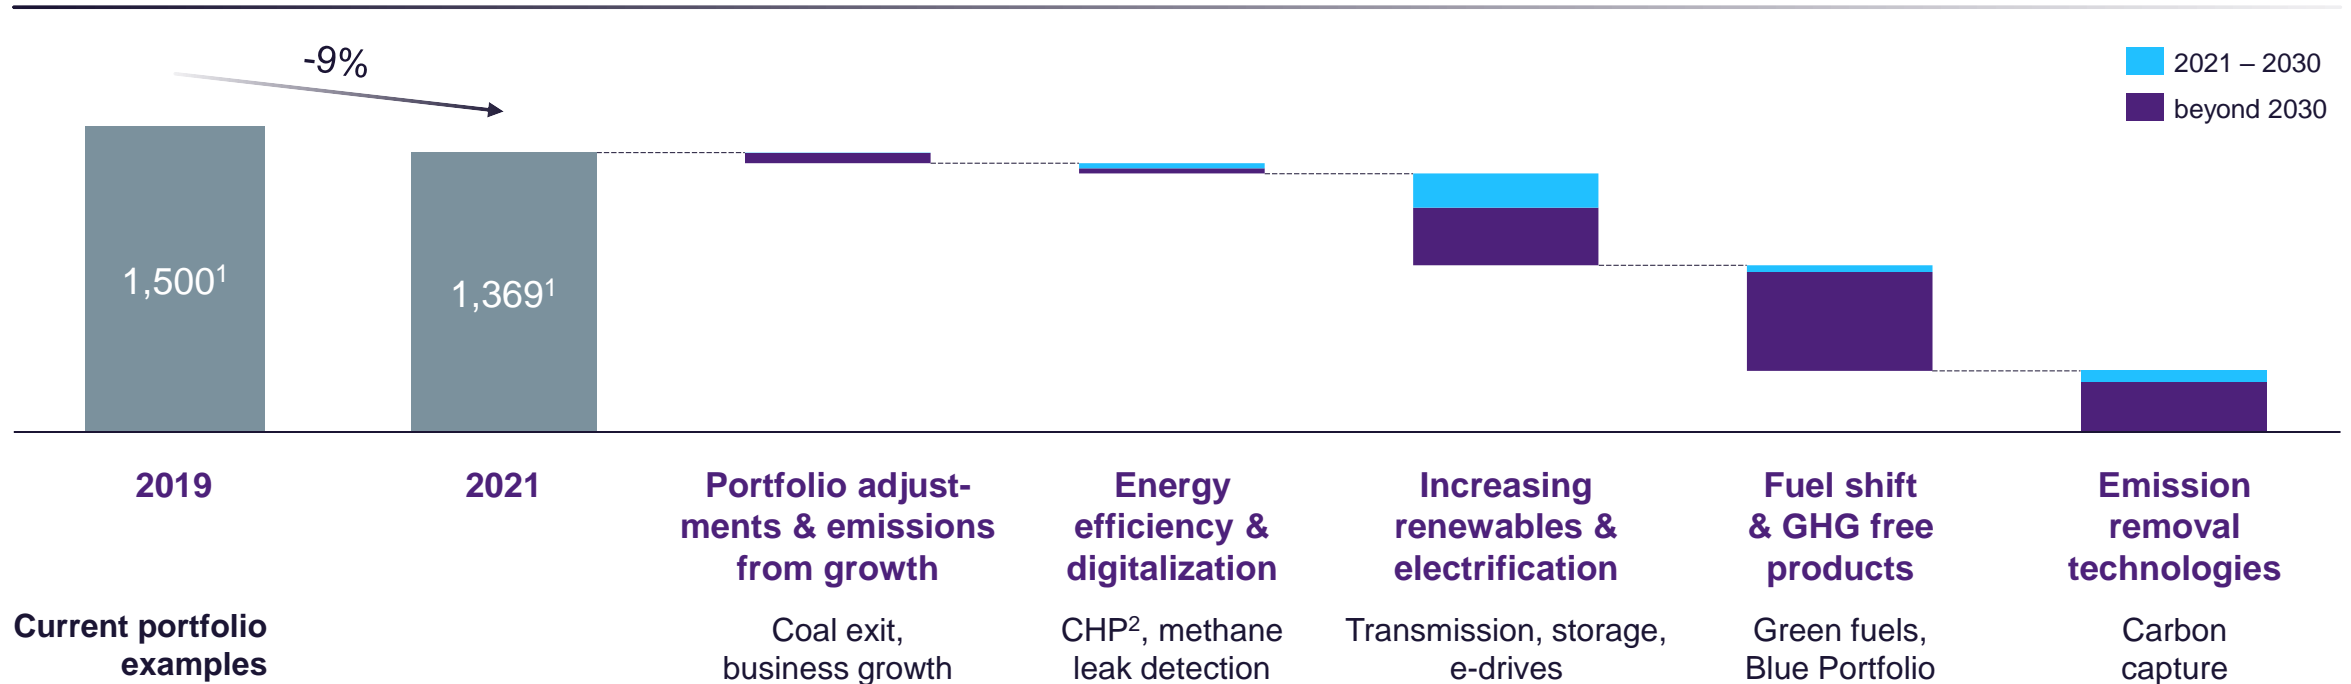 -9%
2021 – 2030
beyond 2030
1,500¹
1,369¹
2019
2021
Portfolio adjust-
ments & emissions
from growth
Energy
efficiency &
digitalization
Increasing
renewables &
electrification
Fuel shift
& GHG free
products
Emission
removal
technologies
Current portfolio
examples
Coal exit,
business growth
CHP², methane
leak detection
Transmission, storage,
e-drives
Green fuels,
Blue Portfolio
Carbon
capture